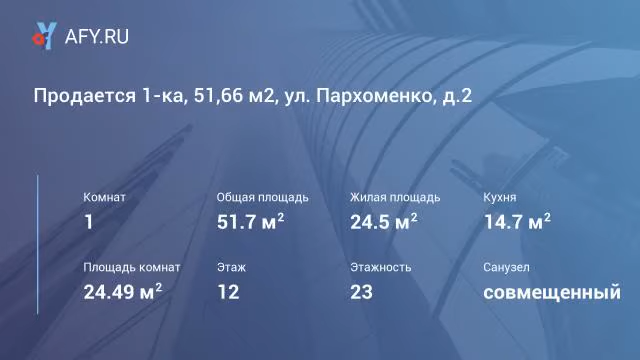 AFY.RU
Продается 1-ка, 51,66 м2, ул. Пархоменко, д.2
Комнат
1
Общая площадь
51.7 м²
Жилая площадь
24.5 м²
Кухня
14.7 м²
Площадь комнат
24.49 м²
Этаж
12
Этажность
23
Санузел
совмещенный